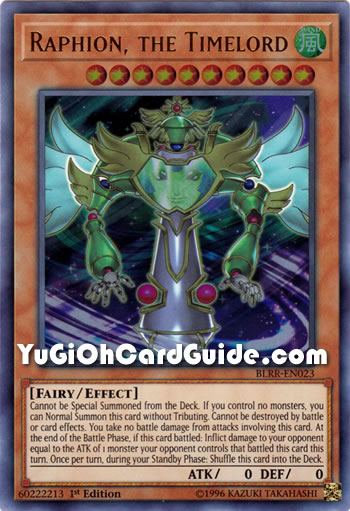 RAPHION, THE TIMELORD
WIND
風
YuGiOhCardGuide.com
BLRR-EN023
[FAIRY/EFFECT]
Cannot be Special Summoned from the Deck. If you control no monsters, you
can Normal Summon this card without Tributing. Cannot be destroyed by battle
or card effects. You take no battle damage from attacks involving this card. At
the end of the Battle Phase, if this card battled: Inflict damage to your opponent
equal to the ATK of 1 monster your opponent controls that battled this card this
turn. Once per turn, during your Standby Phase: Shuffle this card into the Deck.
ATK / 0 DEF / 0
60222213 1st Edition ©1996 KAZUKI TAKAHASHI